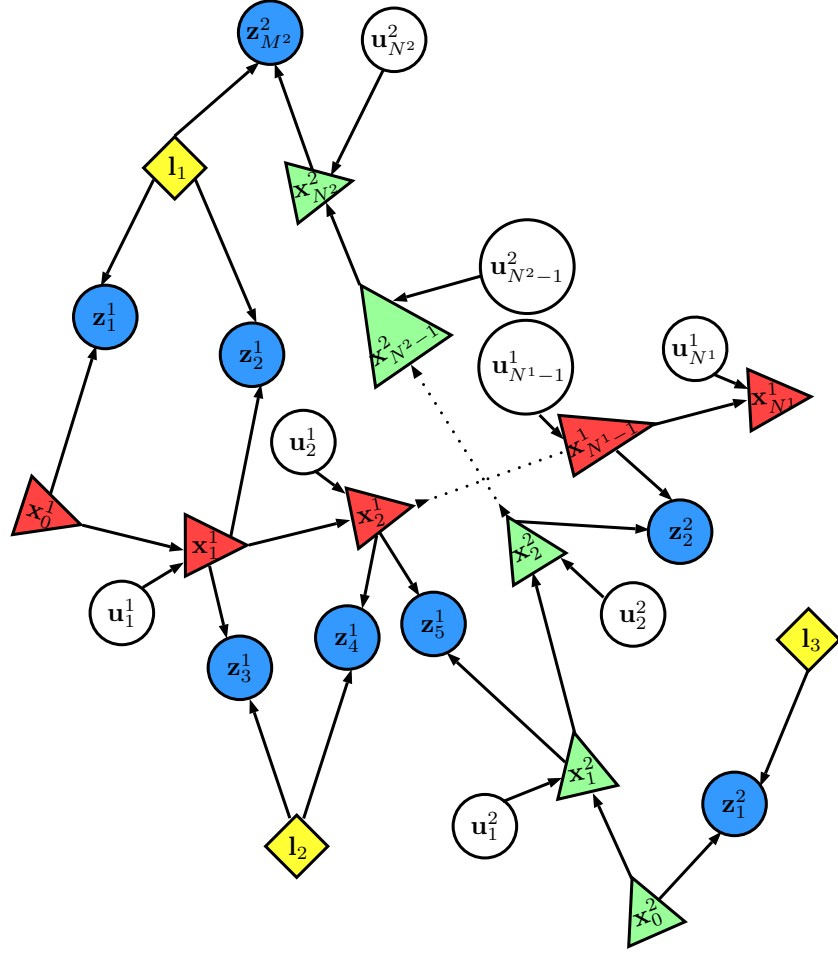 z²_{M²}
u²_{N²}
l₁
x²_{N²}
u²_{N²−1}
z¹₁
z¹₂
x²_{N²−1}
u¹_{N¹−1}
u¹_{N¹}
x¹_{N¹}
u¹₂
x¹_{N¹−1}
x¹₀
x¹₂
x¹₁
z²₂
x²₂
u¹₁
z¹₄
z¹₅
u²₂
l₃
z¹₃
x²₁
z²₁
u²₁
l₂
x²₀